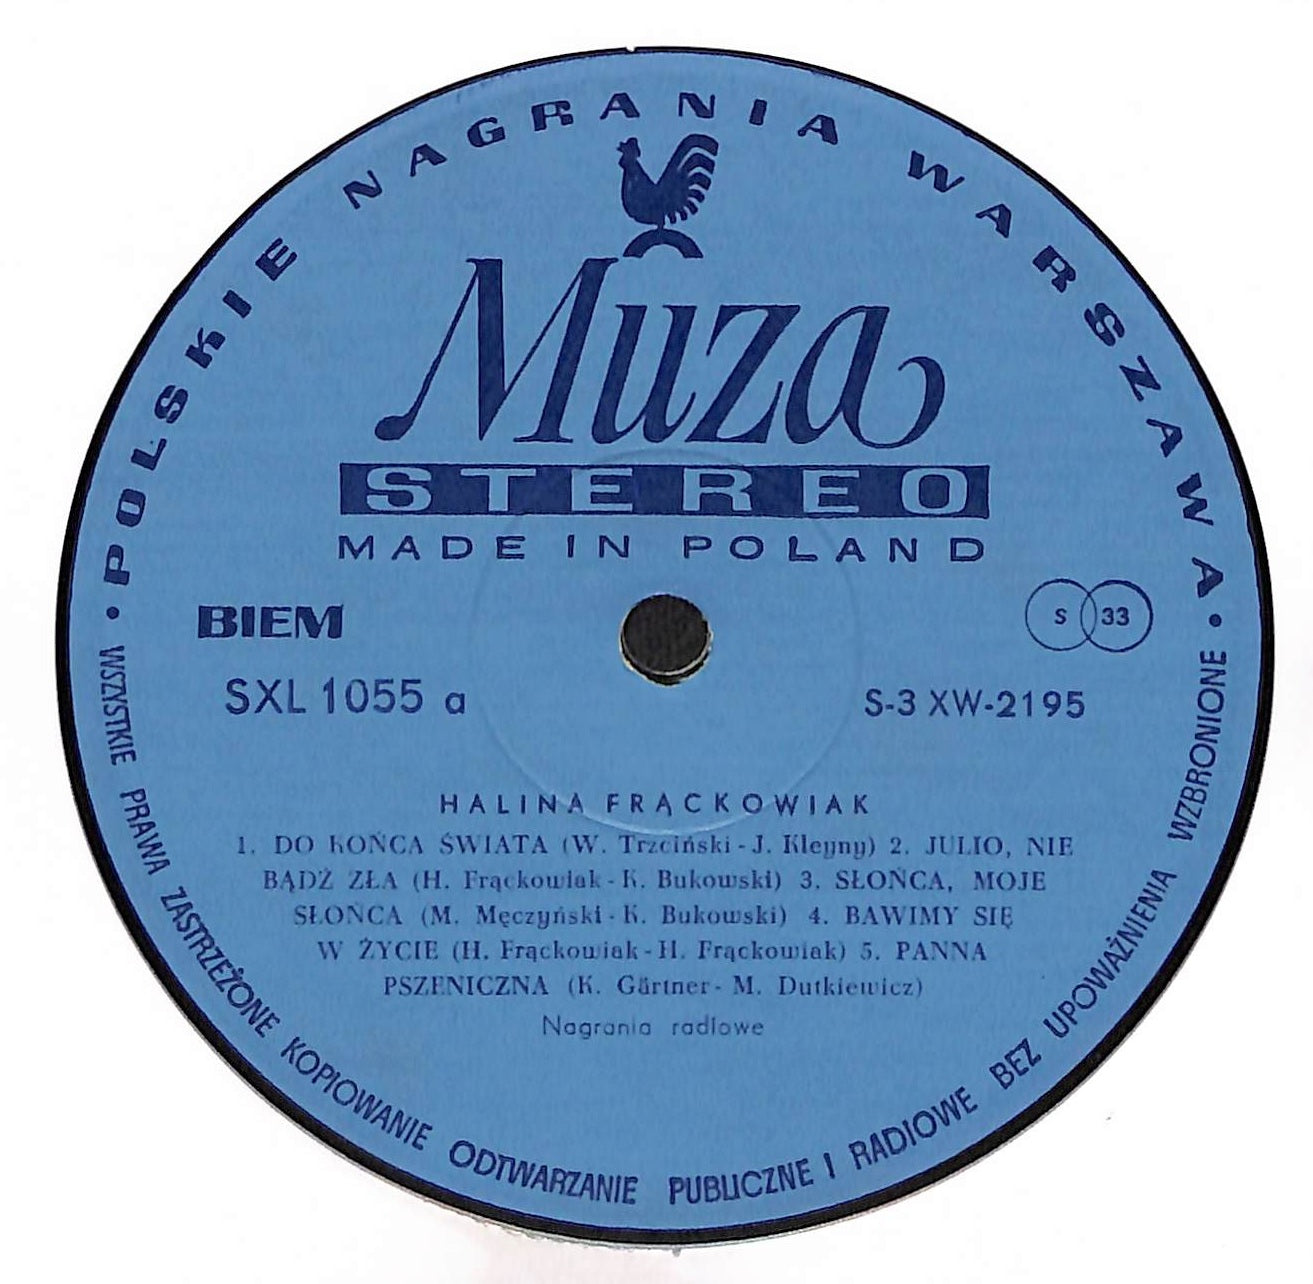 • POLSKIE NAGRANIA WARSZAWA •
Muza
STEREO
MADE IN POLAND
BIEM
S 33
SXL 1055 a
S-3 XW-2195
HALINA FRĄCKOWIAK
1. DO KOŃCA ŚWIATA (W. Trzciński - J. Kleyny) 2. JULIO, NIE
BĄDŹ ZŁA (H. Frąckowiak - K. Bukowski) 3. SŁOŃCA, MOJE
SŁOŃCA (M. Męczyński - K. Bukowski) 4. BAWIMY SIĘ
W ŻYCIE (H. Frąckowiak - H. Frąckowiak) 5. PANNA
PSZENICZNA (K. Gärtner - M. Dutkiewicz)
Nagrania radiowe
WSZYSTKIE PRAWA ZASTRZEŻONE KOPIOWANIE ODTWARZANIE PUBLICZNE I RADIOWE BEZ UPOWAŻNIENIA WZBRONIONE